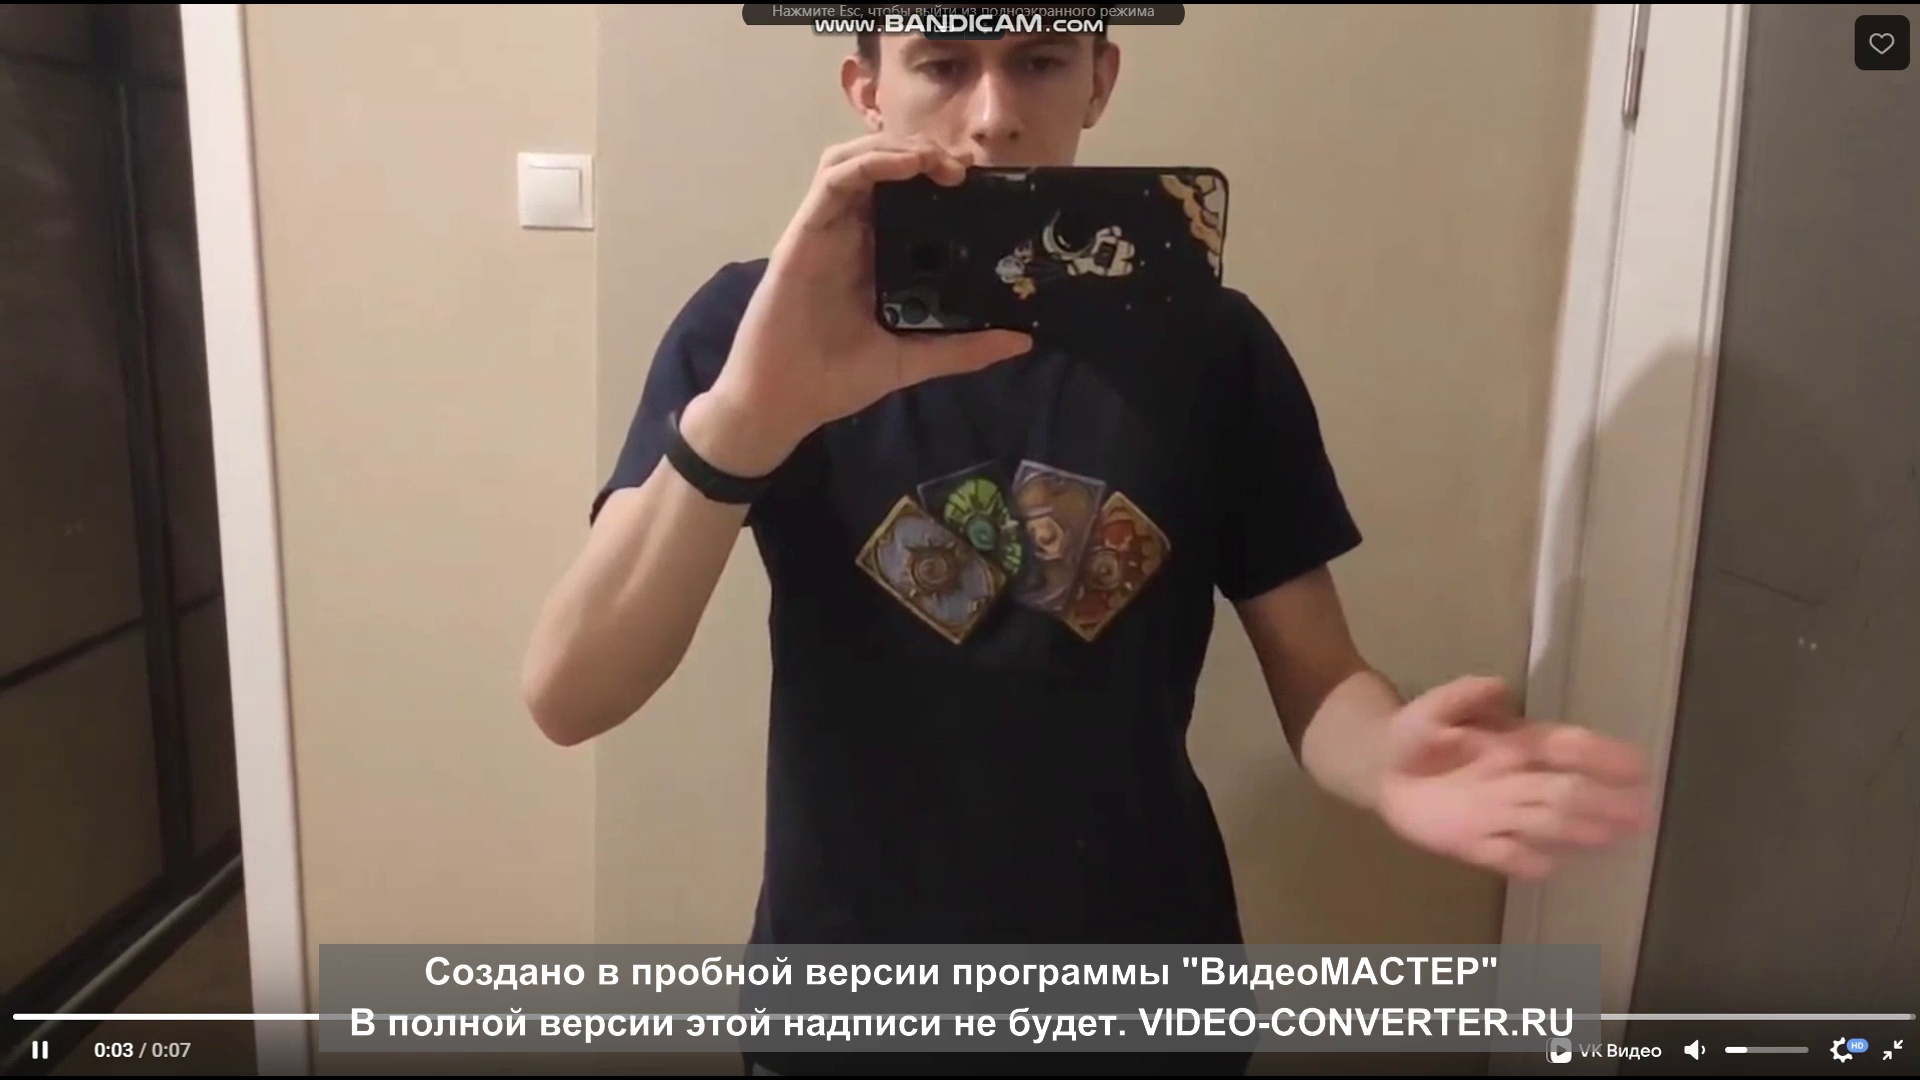 Нажмите Esc, чтобы выйти из полноэкранного режима
WWW.BANDICAM.COM
Создано в пробной версии программы "ВидеоМАСТЕР"
В полной версии этой надписи не будет. VIDEO-CONVERTER.RU
0:03 / 0:07
VK Видео
HD